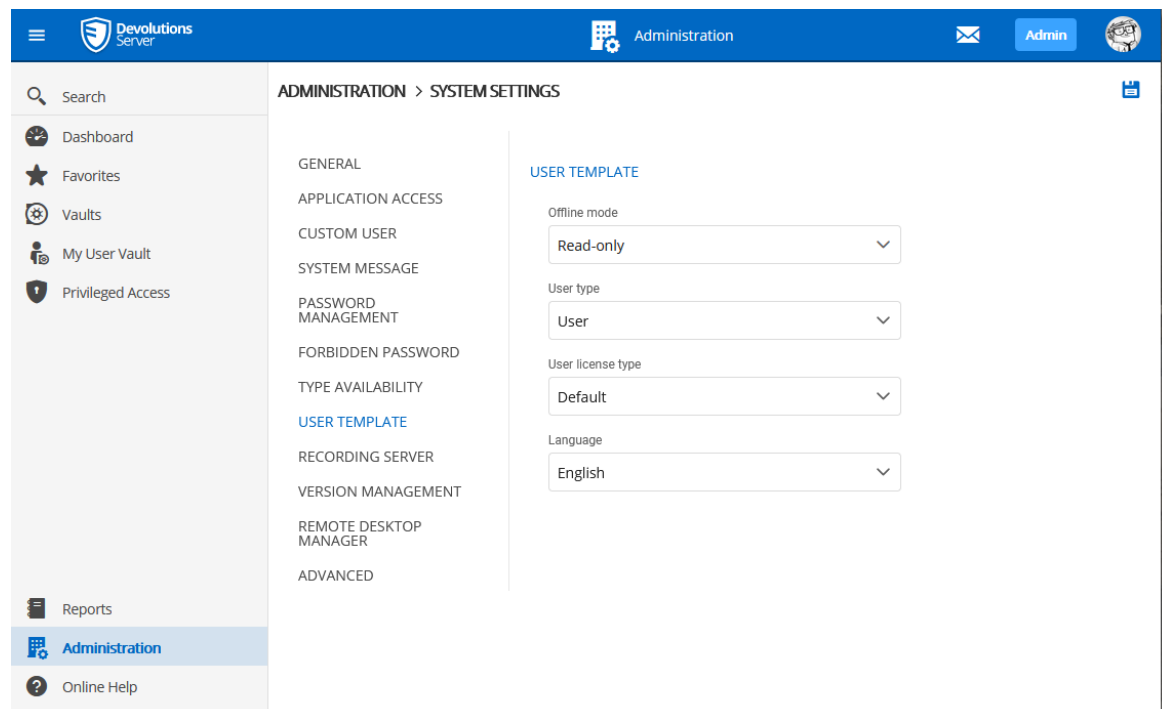 Devolutions
Server
Administration
Admin
Search
Dashboard
Favorites
Vaults
My User Vault
Privileged Access
Reports
Administration
Online Help
ADMINISTRATION > SYSTEM SETTINGS
GENERAL
APPLICATION ACCESS
CUSTOM USER
SYSTEM MESSAGE
PASSWORD
MANAGEMENT
FORBIDDEN PASSWORD
TYPE AVAILABILITY
USER TEMPLATE
RECORDING SERVER
VERSION MANAGEMENT
REMOTE DESKTOP
MANAGER
ADVANCED
USER TEMPLATE
Offline mode
Read-only
User type
User
User license type
Default
Language
English